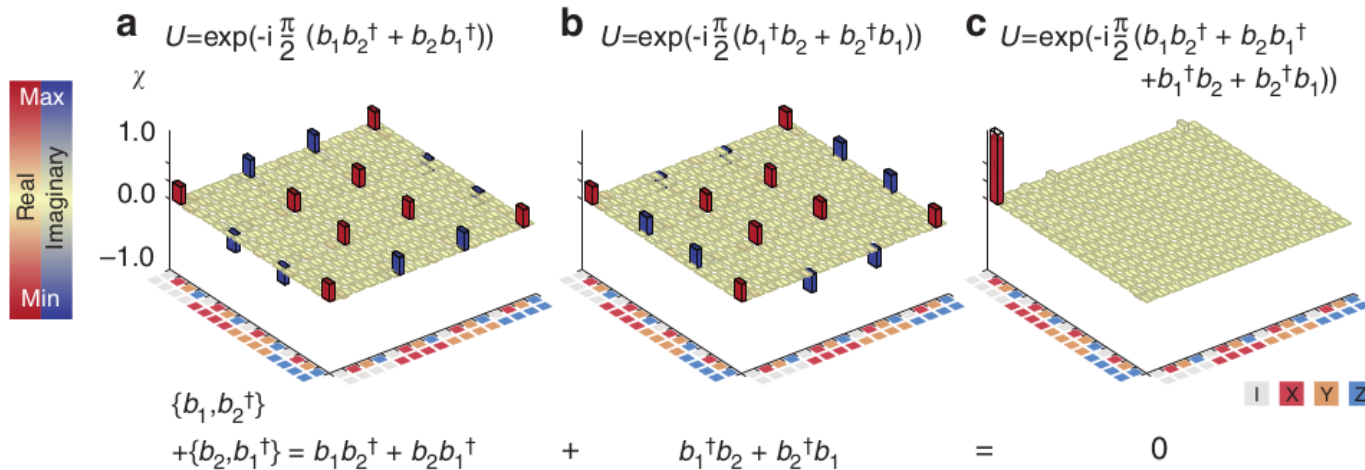 a U=exp(-i π/2 (b₁b₂† + b₂b₁†))
b U=exp(-i π/2 (b₁†b₂ + b₂†b₁))
c U=exp(-i π/2 (b₁b₂† + b₂b₁†
+b₁†b₂ + b₂†b₁))
χ
Max
Real
Imaginary
Min
1.0
0.0
−1.0
I X Y Z
{b₁,b₂†}
+{b₂,b₁†} = b₁b₂† + b₂b₁† + b₁†b₂ + b₂†b₁ = 0